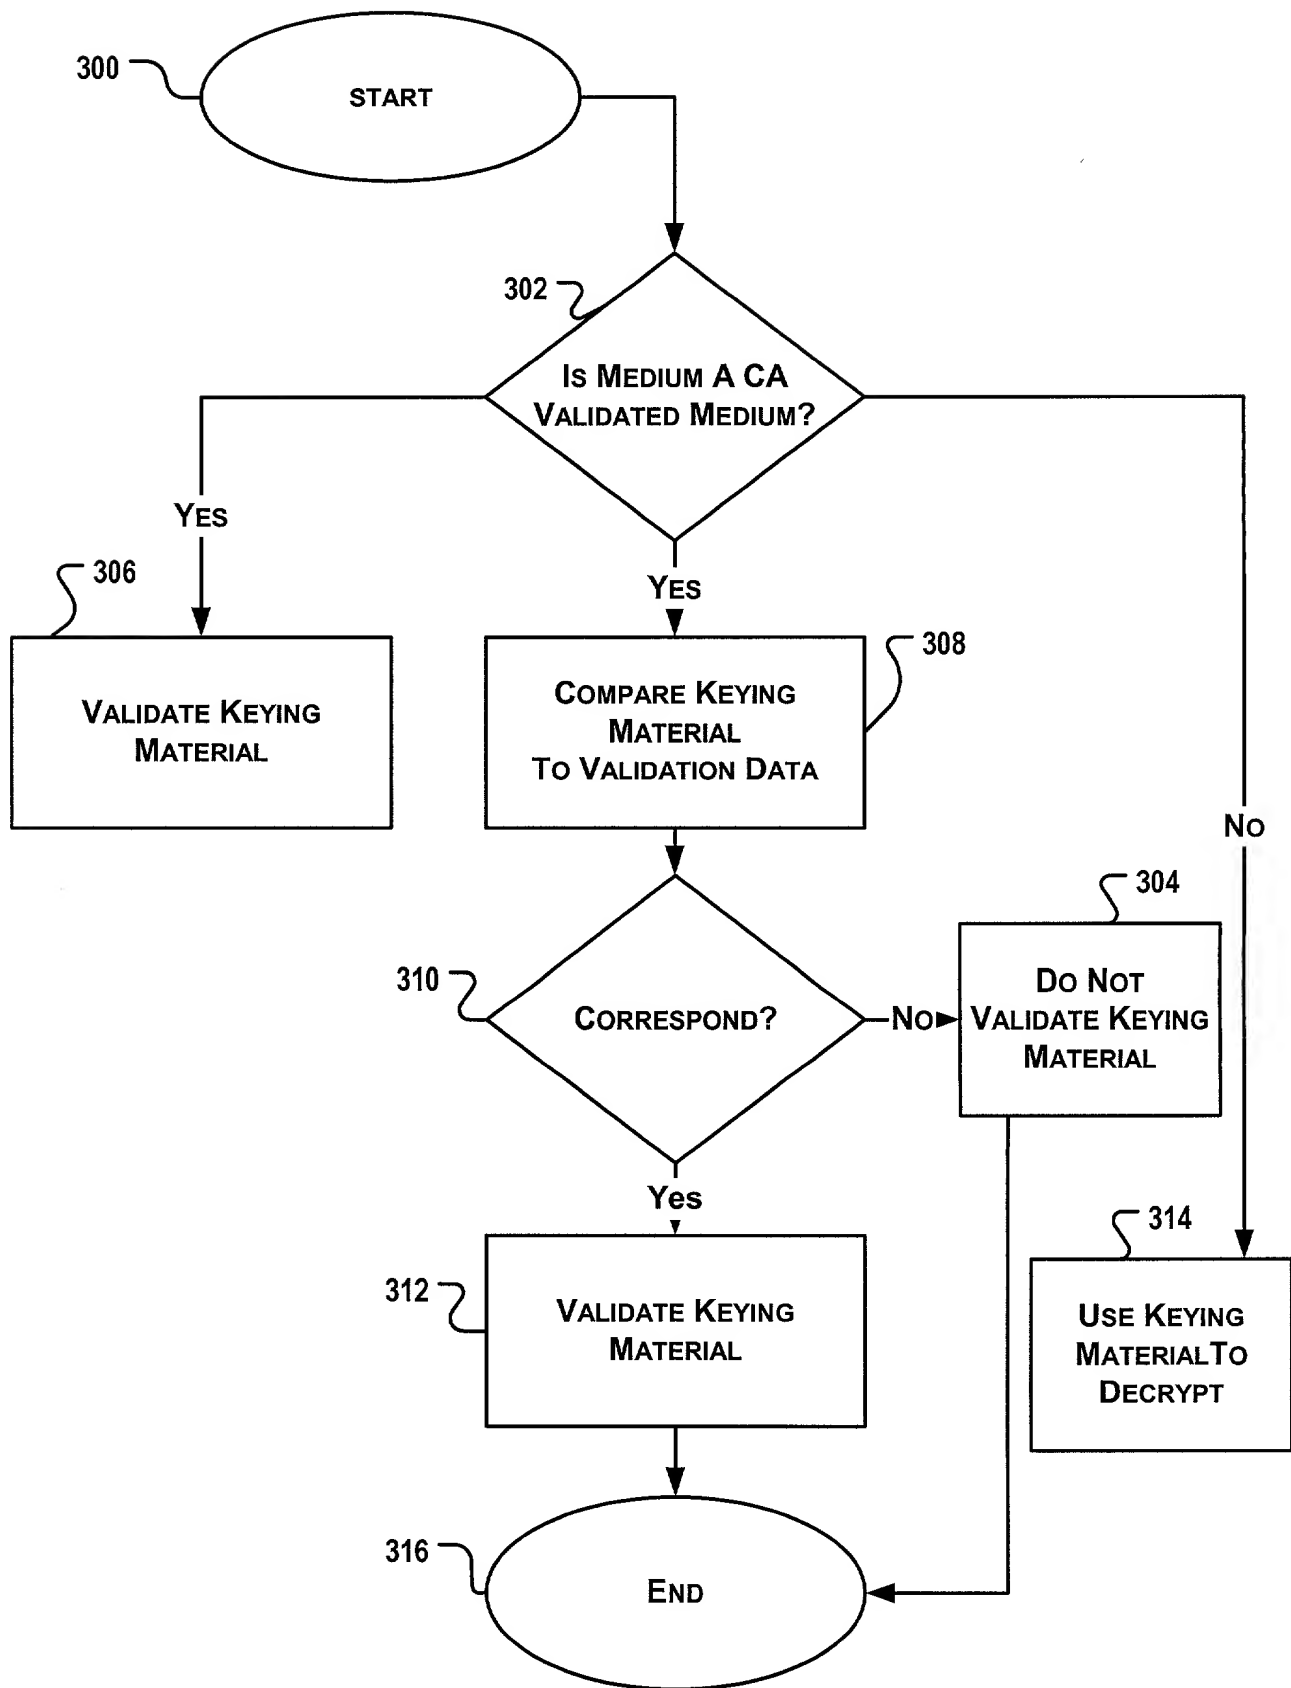 300
START
302
IS MEDIUM A CA
VALIDATED MEDIUM?
YES
YES
306
308
VALIDATE KEYING
MATERIAL
COMPARE KEYING
MATERIAL
TO VALIDATION DATA
NO
304
310
CORRESPOND?
NO
DO NOT
VALIDATE KEYING
MATERIAL
Yes
314
312
VALIDATE KEYING
MATERIAL
USE KEYING
MATERIALTO
DECRYPT
316
END